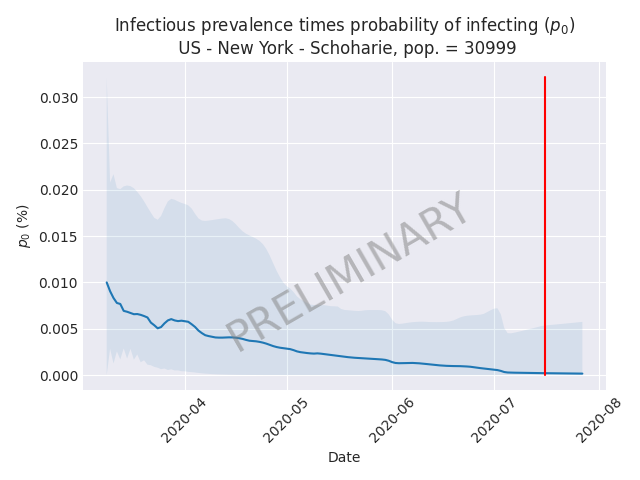 Infectious prevalence times probability of infecting (p₀)
US - New York - Schoharie, pop. = 30999
0.030
0.025
0.020
0.015
0.010
0.005
0.000
p₀ (%)
PRELIMINARY
2020-04
2020-05
2020-06
2020-07
2020-08
Date